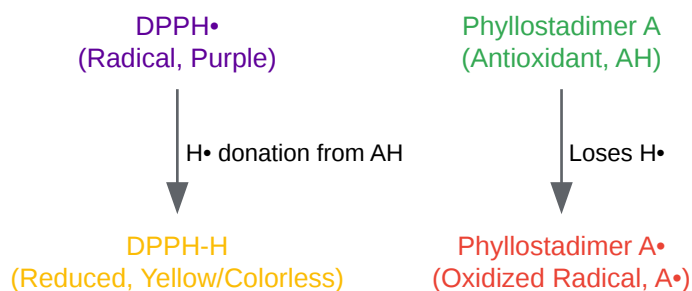 DPPH•
(Radical, Purple)
Phyllostadimer A
(Antioxidant, AH)
H• donation from AH
Loses H•
DPPH-H
(Reduced, Yellow/Colorless)
Phyllostadimer A•
(Oxidized Radical, A•)